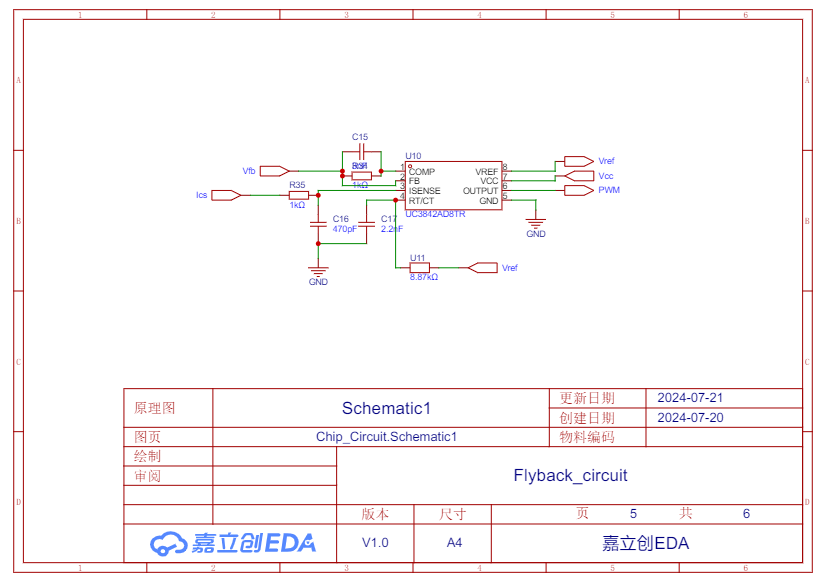 1 2 3 4 5 6
A A
C15
U10
Vfb
1kΩ
1 COMP VREF 8
2 FB VCC 7
3 ISENSE OUTPUT 6
4 RT/CT GND 5
UC3842AD8TR
Vref
Vcc
PWM
Ics
R35
1kΩ
B B
C16
470pF
C17
2.2nF
GND
U11
8.87kΩ
Vref
GND
C C
原理图 Schematic1 更新日期 2024-07-21
创建日期 2024-07-20
图页 Chip_Circuit.Schematic1 物料编码
绘制
审阅 Flyback_circuit
D D
版本 尺寸 页 5 共 6
嘉立创EDA V1.0 A4 嘉立创EDA
1 2 3 4 5 6